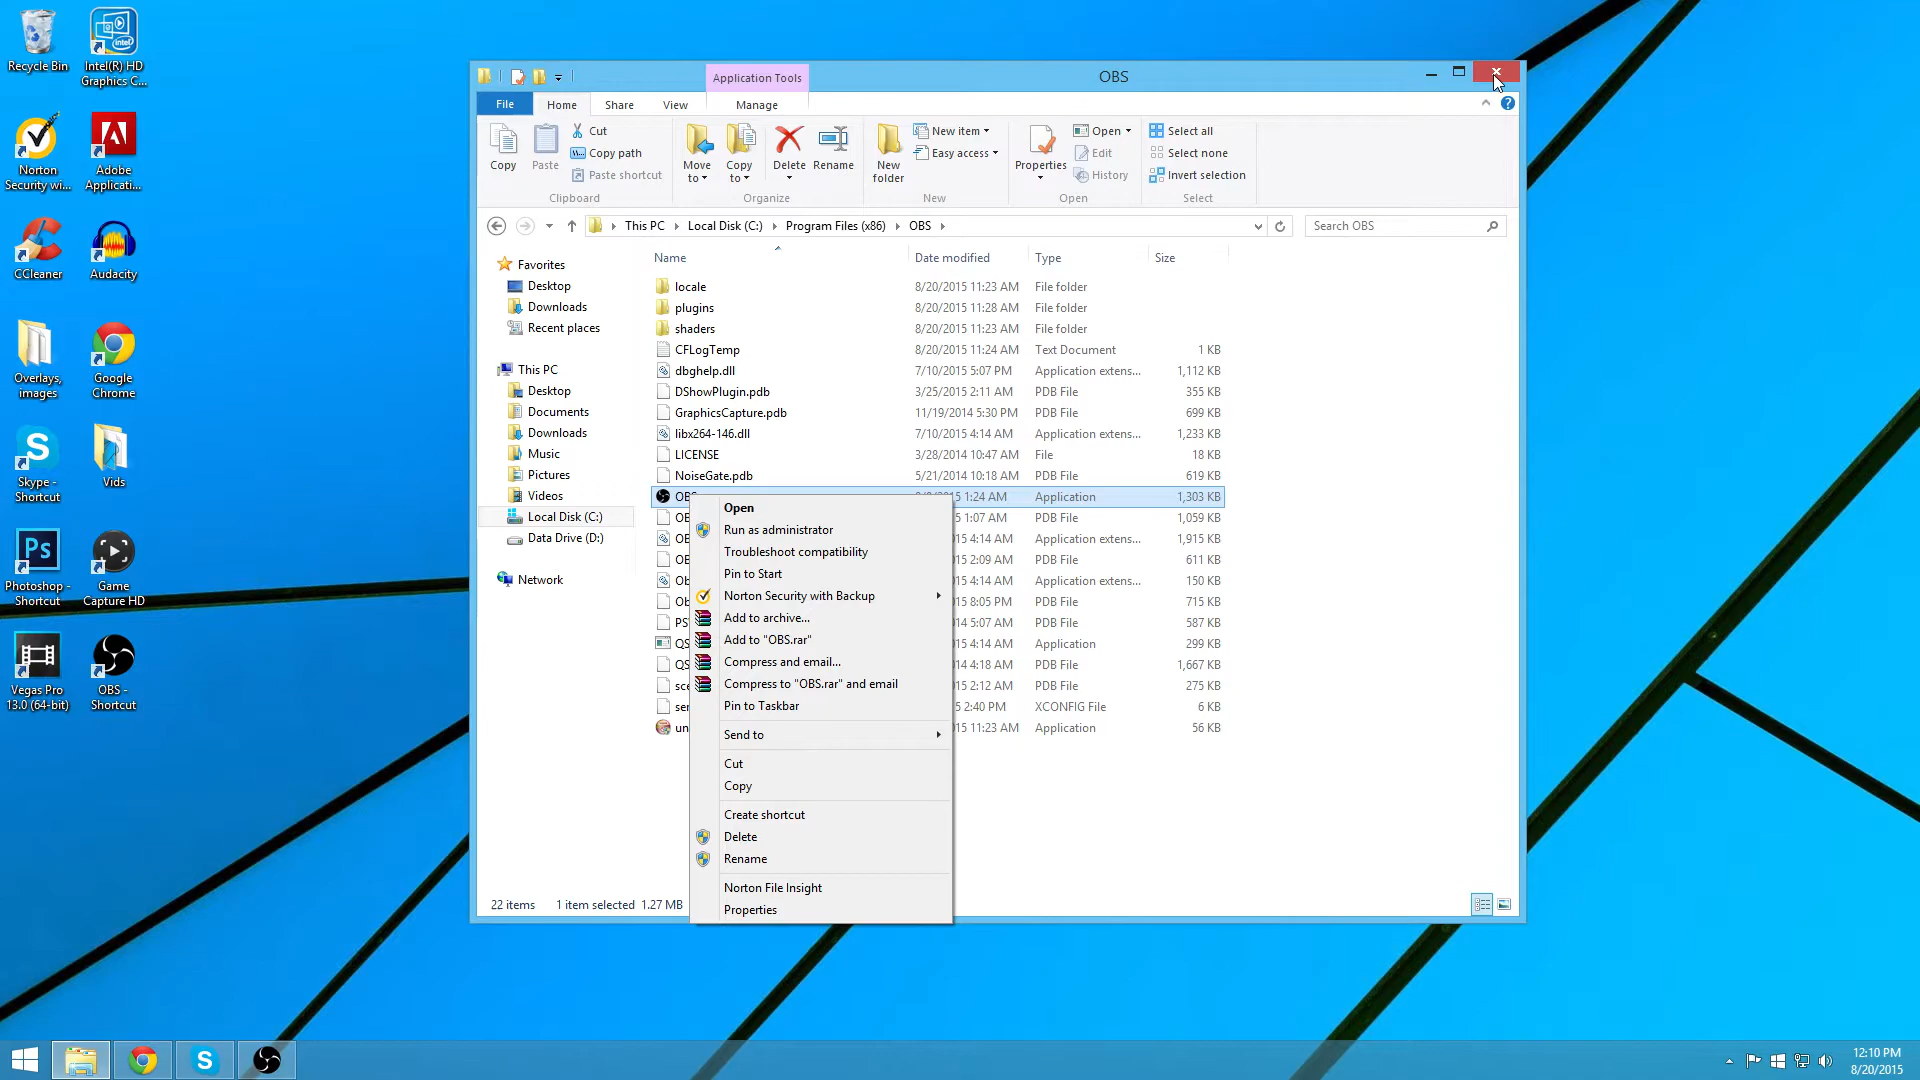 Recycle Bin
Intel(R) HD
Graphics C...
Norton
Security wi...
Adobe
Applicati...
CCleaner
Audacity
Overlays,
images
Google
Chrome
Skype -
Shortcut
Vids
Photoshop -
Shortcut
Game
Capture HD
Vegas Pro
13.0 (64-bit)
OBS -
Shortcut
Application Tools
OBS
File
Home
Share
View
Manage
Copy
Paste
Cut
Copy path
Paste shortcut
Clipboard
Move
to
Copy
to
Delete
Rename
Organize
New
folder
New item
Easy access
New
Properties
Open
Edit
History
Open
Select all
Select none
Invert selection
Select
This PC
Local Disk (C:)
Program Files (x86)
OBS
Search OBS
Favorites
Desktop
Downloads
Recent places
This PC
Desktop
Documents
Downloads
Music
Pictures
Videos
Local Disk (C:)
Data Drive (D:)
Network
Name Date modified Type Size
locale 8/20/2015 11:23 AM File folder
plugins 8/20/2015 11:28 AM File folder
shaders 8/20/2015 11:23 AM File folder
CFLogTemp 8/20/2015 11:24 AM Text Document 1 KB
dbghelp.dll 7/10/2015 5:07 PM Application extens... 1,112 KB
DShowPlugin.pdb 3/25/2015 2:11 AM PDB File 355 KB
GraphicsCapture.pdb 11/19/2014 5:30 PM PDB File 699 KB
libx264-146.dll 7/10/2015 4:14 AM Application extens... 1,233 KB
LICENSE 3/28/2014 10:47 AM File 18 KB
NoiseGate.pdb 5/21/2014 10:18 AM PDB File 619 KB
15 1:24 AM Application 1,303 KB
5 1:07 AM PDB File 1,059 KB
15 4:14 AM Application extens... 1,915 KB
15 2:09 AM PDB File 611 KB
15 4:14 AM Application extens... 150 KB
15 8:05 PM PDB File 715 KB
14 5:07 AM PDB File 587 KB
15 4:14 AM Application 299 KB
14 4:18 AM PDB File 1,667 KB
15 2:12 AM PDB File 275 KB
5 2:40 PM XCONFIG File 6 KB
15 11:23 AM Application 56 KB
Open
Run as administrator
Troubleshoot compatibility
Pin to Start
Norton Security with Backup
Add to archive...
Add to "OBS.rar"
Compress and email...
Compress to "OBS.rar" and email
Pin to Taskbar
Send to
Cut
Copy
Create shortcut
Delete
Rename
Norton File Insight
Properties
22 items 1 item selected 1.27 MB
12:10 PM
8/20/2015